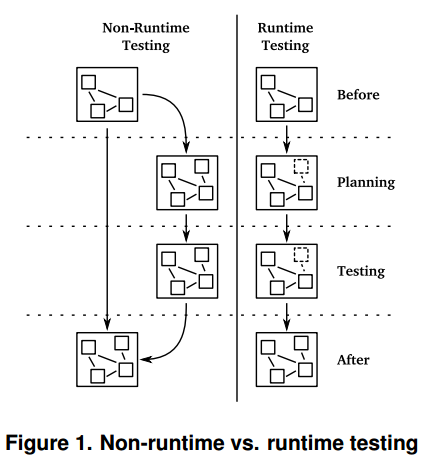 Non-Runtime
Testing
Runtime
Testing
Before
Planning
Testing
After
Figure 1. Non-runtime vs. runtime testing